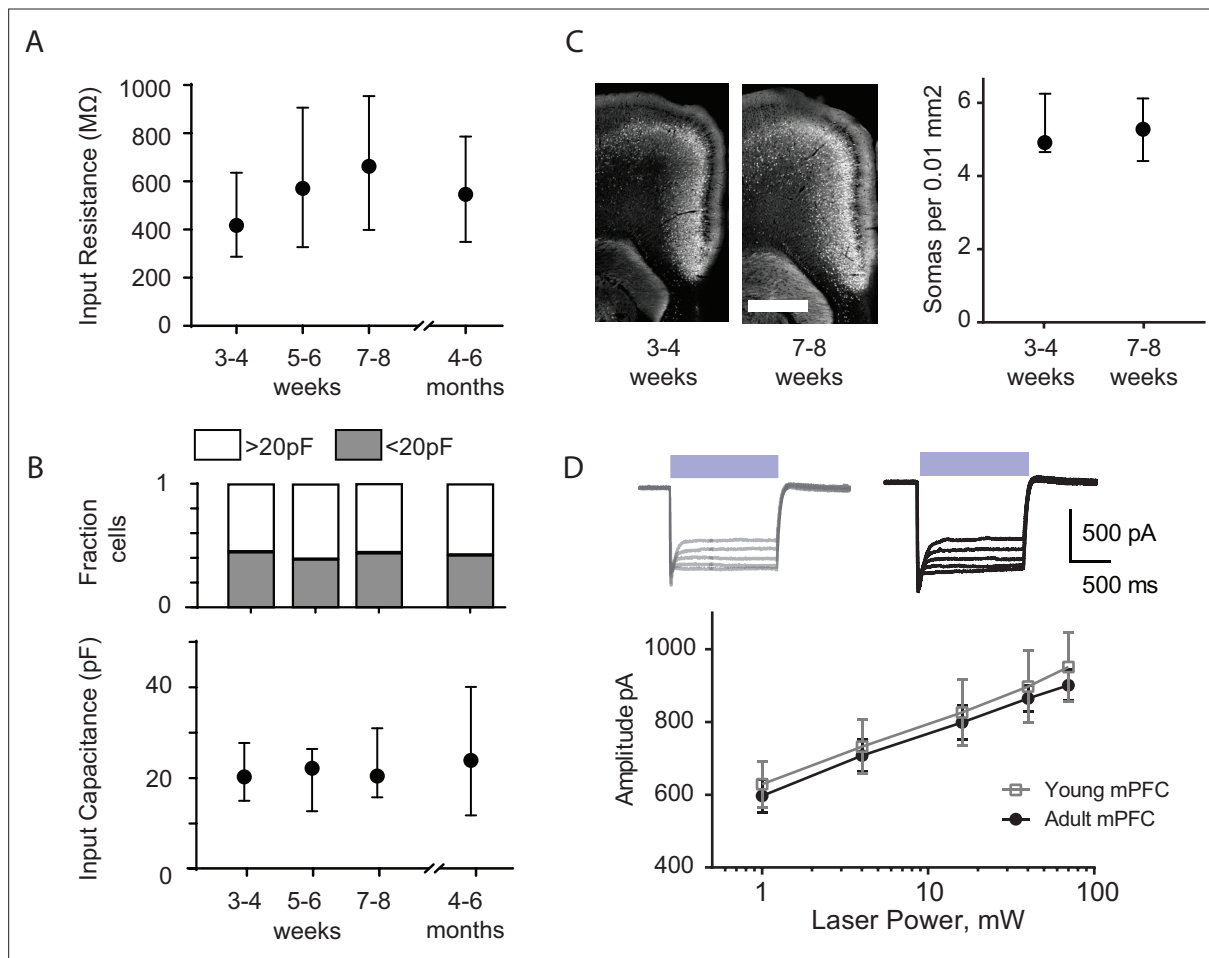 A
Input Resistance (MΩ)
1000
800
600
400
200
0
3-4
5-6
7-8
4-6
weeks
months
C
3-4
weeks
7-8
weeks
Somas per 0.01 mm2
6
4
2
0
3-4
weeks
7-8
weeks
B
>20pF
<20pF
Fraction
cells
1
0
Input Capacitance (pF)
40
20
0
3-4
5-6
7-8
4-6
weeks
months
D
500 pA
500 ms
Amplitude pA
1000
800
600
400
Young mPFC
Adult mPFC
1
10
100
Laser Power, mW